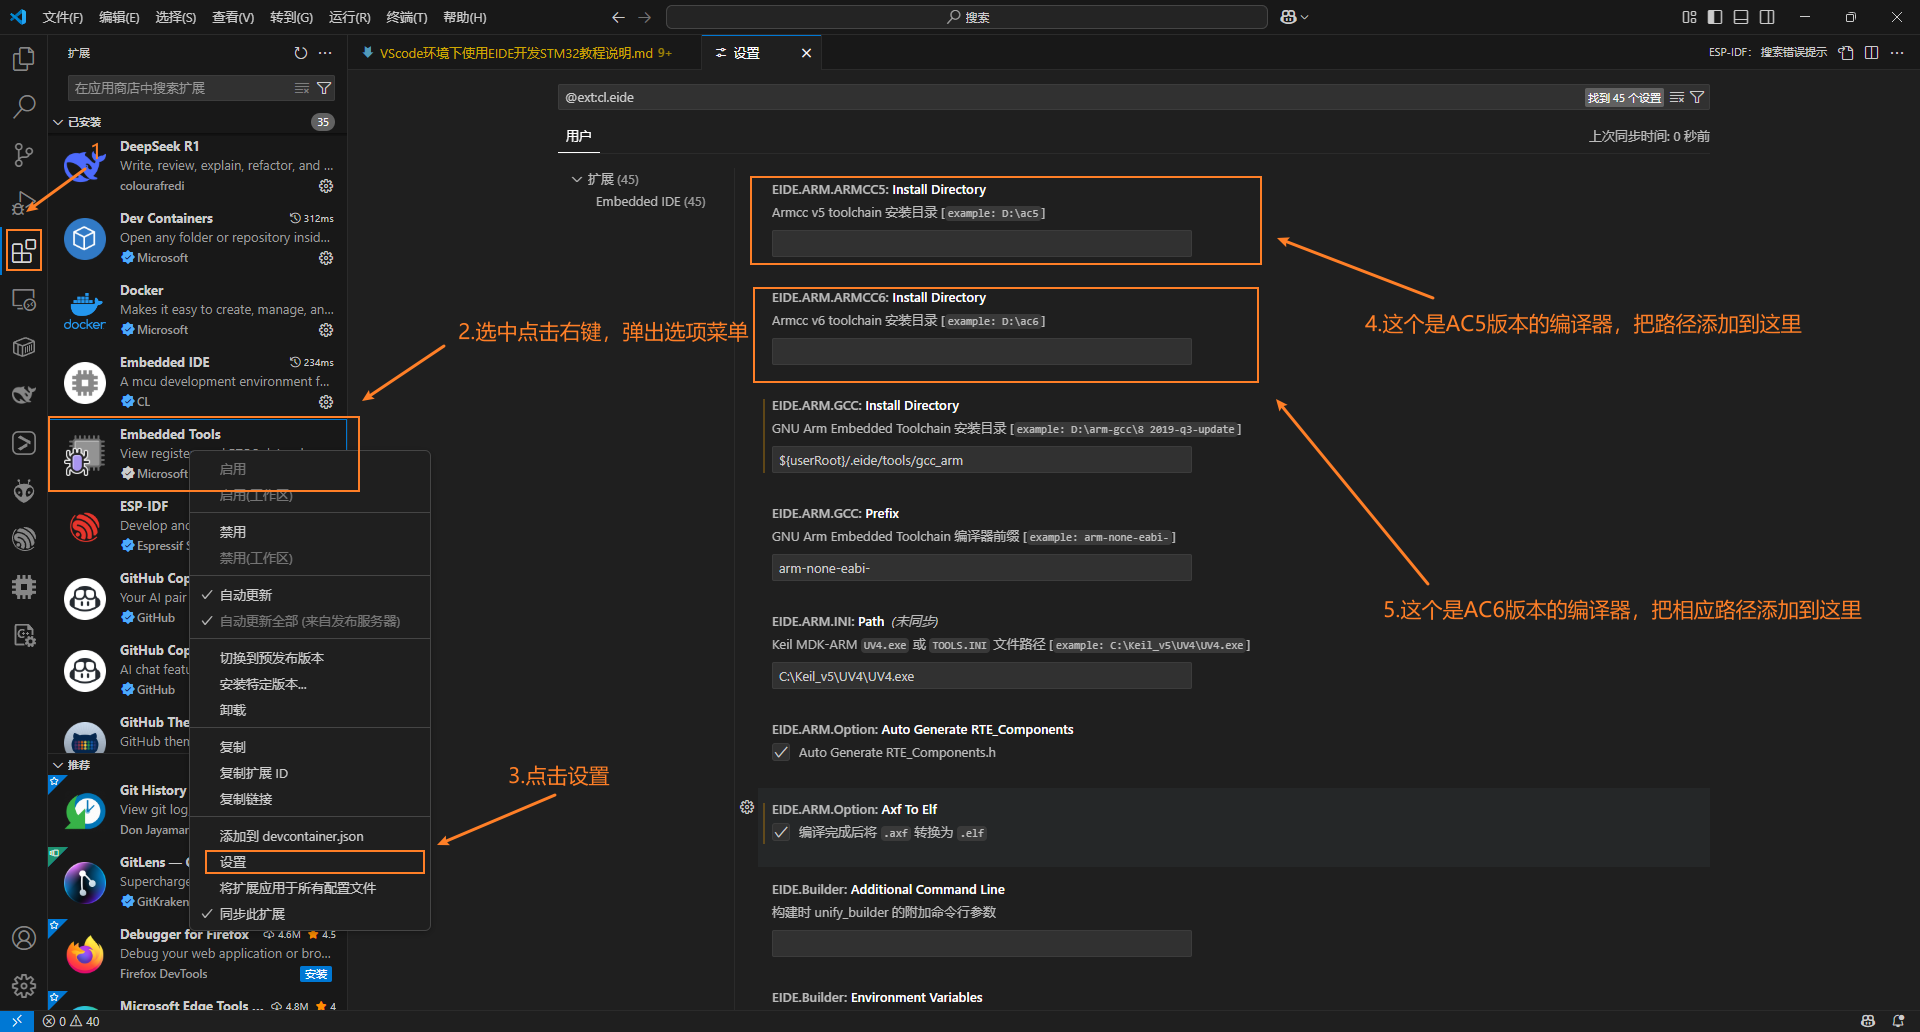 文件(F) 编辑(E) 选择(S) 查看(V) 转到(G) 运行(R) 终端(T) 帮助(H)
搜索
扩展
VScode环境下使用EIDE开发STM32教程说明.md 9+
设置
ESP-IDF: 搜索错误提示
在应用商店中搜索扩展
已安装
35
1
DeepSeek R1
Write, review, explain, refactor, and ...
colourafredi
Dev Containers
312ms
Open any folder or repository insid...
Microsoft
Docker
Makes it easy to create, manage, an...
Microsoft
docker
Embedded IDE
234ms
A mcu development environment f...
CL
Embedded Tools
View registe
Microsoft
ESP-IDF
Develop and
Espressif S
GitHub Cop
Your AI pair
GitHub
GitHub Cop
AI chat featu
GitHub
GitHub The
GitHub them
推荐
Git History
View git log
Don Jayamar
GitLens —
Supercharge
GitKraken
Debugger for Firefox
4.6M
4.5
Debug your web application or bro...
Firefox DevTools
安装
Microsoft Edge Tools ...
4.8M
4
启用
启用(工作区)
禁用
禁用(工作区)
自动更新
自动更新全部 (来自发布服务器)
切换到预发布版本
安装特定版本...
卸载
复制
复制扩展 ID
复制链接
添加到 devcontainer.json
设置
将扩展应用于所有配置文件
同步此扩展
2.选中点击右键，弹出选项菜单
3.点击设置
@ext:cl.eide
找到 45 个设置
用户
上次同步时间: 0 秒前
扩展 (45)
Embedded IDE (45)
EIDE.ARM.ARMCC5: Install Directory
Armcc v5 toolchain 安装目录 [example: D:\ac5]
EIDE.ARM.ARMCC6: Install Directory
Armcc v6 toolchain 安装目录 [example: D:\ac6]
EIDE.ARM.GCC: Install Directory
GNU Arm Embedded Toolchain 安装目录 [example: D:\arm-gcc\8 2019-q3-update]
${userRoot}/.eide/tools/gcc_arm
EIDE.ARM.GCC: Prefix
GNU Arm Embedded Toolchain 编译器前缀 [example: arm-none-eabi-]
arm-none-eabi-
EIDE.ARM.INI: Path (未同步)
Keil MDK-ARM UV4.exe 或 TOOLS.INI 文件路径 [example: C:\Keil_v5\UV4\UV4.exe]
C:\Keil_v5\UV4\UV4.exe
EIDE.ARM.Option: Auto Generate RTE_Components
Auto Generate RTE_Components.h
EIDE.ARM.Option: Axf To Elf
编译完成后将 .axf 转换为 .elf
EIDE.Builder: Additional Command Line
构建时 unify_builder 的附加命令行参数
EIDE.Builder: Environment Variables
4.这个是AC5版本的编译器，把路径添加到这里
5.这个是AC6版本的编译器，把相应路径添加到这里
0 40